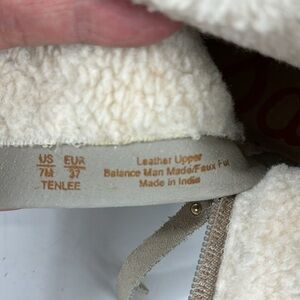 US EUR
7M 37
TENLEE
Leather Upper
Balance Man Made/Faux Fur
Made in India